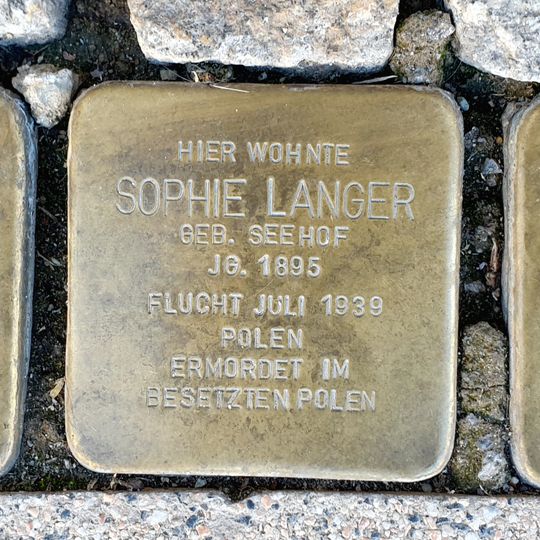 HIER WOHNTE
SOPHIE LANGER
GEB. SEEHOF
JG. 1895
FLUCHT JULI 1939
POLEN
ERMORDET IM
BESETZTEN POLEN